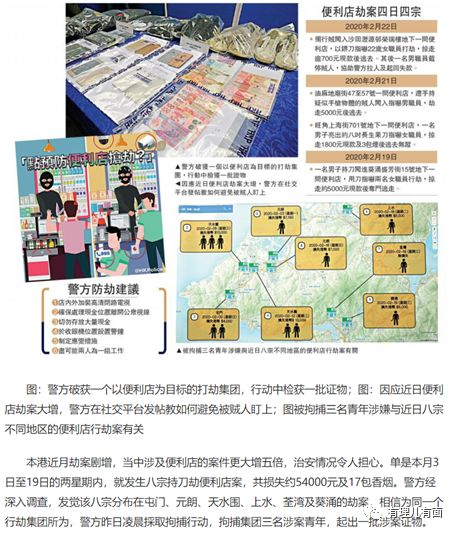 便利店劫案四日四宗
2020年2月22日
•獨行賊闖入沙田瀝源邨榮瑞樓地下一間便
利店，以鎅刀指嚇22歲女職員打劫，掠走
逾700元現款後逃去。其後一名男職員截
停賊人，協助警方拉人及起回失款。
2020年2月21日
•油麻地廟街47至57號一間便利店，遭手持
疑似手槍物體的賊人闖入指嚇男職員，劫
走5000元後逃去。
•旺角上海街701號地下一間便利店，一名
男子亮出約八吋長生果刀指嚇女職員，掠
走約1800元現款及3包煙後逃去無蹤。
2020年2月19日
•一名男子持刀闖進葵涌盛芳街15號地下一
間便利店，用刀指嚇兩名女職員打劫，掠
走約5000元款後奪門逃走。
▲警方破獲一個以便利店為目標的打劫集
團，行動中檢獲一批證物
◀因應近日便利店劫案大增，警方在社交平
台發帖教如何避免被賊人盯上
「點預防便利店搶劫？」
@HK.Police
警方防劫建議
①店內外加裝高清閉路電視
②確保處理現金位置離開公眾視線
③切勿存放大量現金
④於收銀機位置設置警鐘
⑤制定應變措施
⑥盡可能兩人為一組工作
▲被拘捕三名青年涉嫌與近日八宗不同地區的便利店行劫案有關
图：警方破获一个以便利店为目标的打劫集团，行动中检获一批证物；图：因应近日便利
店劫案大增，警方在社交平台发帖教如何避免被贼人盯上；图被拘捕三名青年涉嫌与近日八宗
不同地区的便利店行劫案有关
本港近月劫案剧增，当中涉及便利店的案件更大增五倍，治安情况令人担心。单是本月3
日至19日的两星期内，就发生八宗持刀劫便利店案，共损失约54000元及17包香烟。警方经
深入调查，发觉该八宗分布在屯门、元朗、天水围、上水、荃湾及葵涌的劫案，相信为同一个
行劫集团所为，警方昨日凌晨採取拘捕行动，拘捕集团三名涉案青年，起出一批涉案证物。
有理儿有面